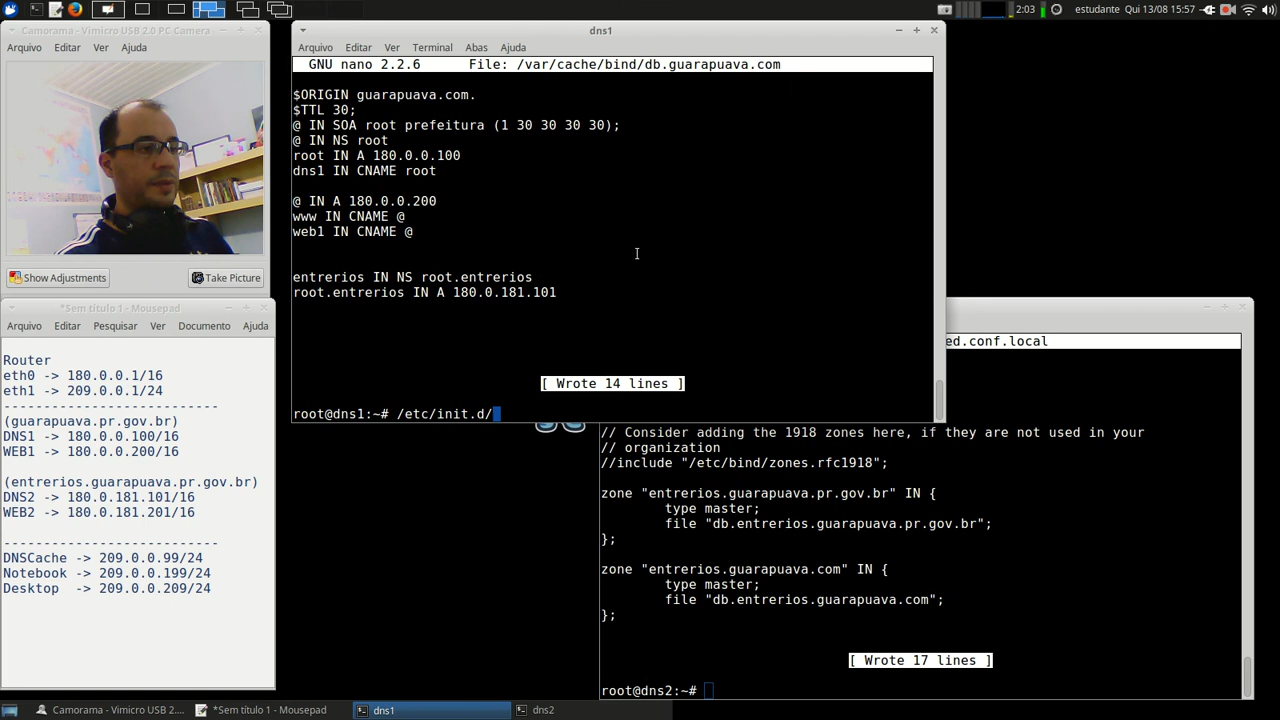 2:03
estudante
Qui 13/08 15:57
Camorama - Vimicro USB 2.0 PC Camera
Arquivo Editar Ver Ajuda
Show Adjustments
Take Picture
*Sem título 1 - Mousepad
Arquivo Editar Pesquisar Ver Documento Ajuda
Router
eth0 -> 180.0.0.1/16
eth1 -> 209.0.0.1/24
---------------------------
(guarapuava.pr.gov.br)
DNS1 -> 180.0.0.100/16
WEB1 -> 180.0.0.200/16
(entrerios.guarapuava.pr.gov.br)
DNS2 -> 180.0.181.101/16
WEB2 -> 180.0.181.201/16
---------------------------
DNSCache -> 209.0.0.99/24
Notebook -> 209.0.0.199/24
Desktop  -> 209.0.0.209/24
dns1
Arquivo Editar Ver Terminal Abas Ajuda
GNU nano 2.2.6 File: /var/cache/bind/db.guarapuava.com
$ORIGIN guarapuava.com.
$TTL 30;
@ IN SOA root prefeitura (1 30 30 30 30);
@ IN NS root
root IN A 180.0.0.100
dns1 IN CNAME root
@ IN A 180.0.0.200
www IN CNAME @
web1 IN CNAME @
entrerios IN NS root.entrerios
root.entrerios IN A 180.0.181.101
[ Wrote 14 lines ]
root@dns1:~# /etc/init.d/
ed.conf.local
// Consider adding the 1918 zones here, if they are not used in your
// organization
//include "/etc/bind/zones.rfc1918";
zone "entrerios.guarapuava.pr.gov.br" IN {
type master;
file "db.entrerios.guarapuava.pr.gov.br";
};
zone "entrerios.guarapuava.com" IN {
type master;
file "db.entrerios.guarapuava.com";
};
[ Wrote 17 lines ]
root@dns2:~#
Camorama - Vimicro USB 2....
*Sem título 1 - Mousepad
dns1
dns2